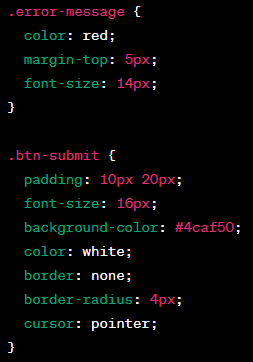 .error-message {
  color: red;
  margin-top: 5px;
  font-size: 14px;
}

.btn-submit {
  padding: 10px 20px;
  font-size: 16px;
  background-color: #4caf50;
  color: white;
  border: none;
  border-radius: 4px;
  cursor: pointer;
}